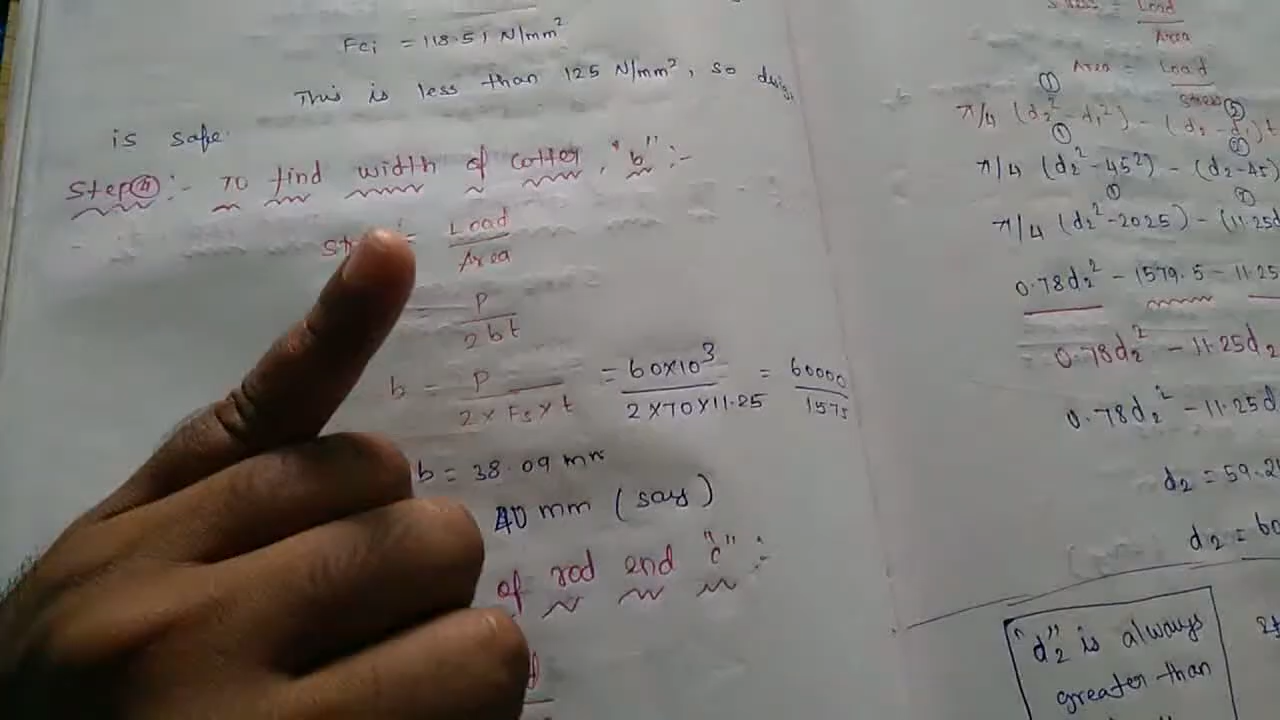 Fci = 118.51 N/mm²
This is less than 125 N/mm², so
is safe.
Step④:- To find width of cotter, "b" :-
= Load / Area
= P / 2bt
b = P / 2×Fs×t = 60×10³ / 2×70×11.25 = 60000 / 1575
b = 38.09 mm
40 mm (say)
of rod end "c" :-
Load
Area
Area = Load / Stress
π/4 (d₂² - d₁²) - (d₂ - d₁)t
π/4 (d₂² - 45²) - (d₂ - 45)
π/4 (d₂² - 2025) - (11.25d
0.78d₂² - 1579.5 - 11.25
0.78d₂² - 11.25d₂
0.78d₂² - 11.25d
d₂ = 59.2
d₂ = 60
"d₂" is always
greater than